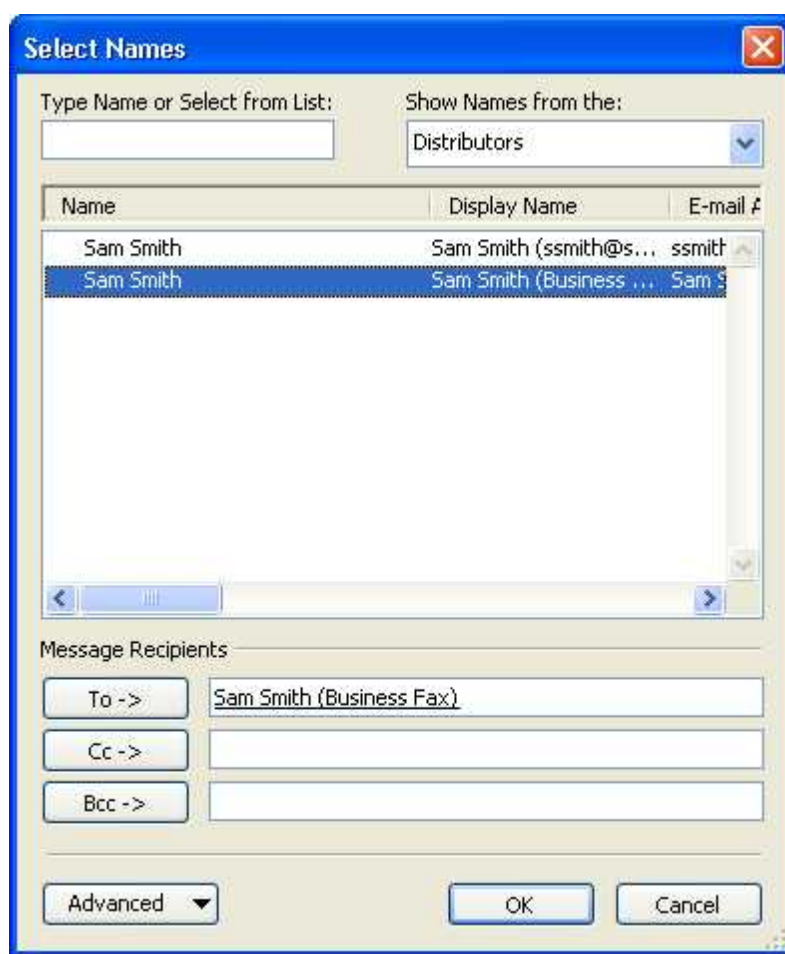 Select Names
Type Name or Select from List: Show Names from the:
Distributors
Name Display Name E-mail A
Sam Smith Sam Smith (ssmith@s... ssmith
Sam Smith Sam Smith (Business ... Sam S
Message Recipients
To -> Sam Smith (Business Fax)
Cc ->
Bcc ->
Advanced OK Cancel